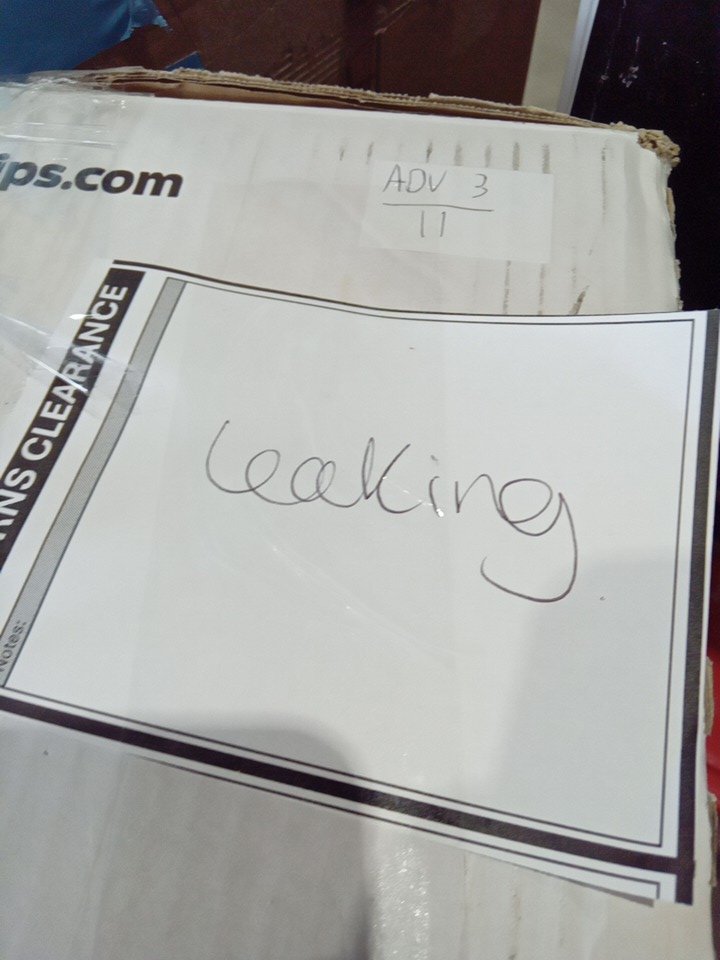 ips.com
ADV 3
11
RNS CLEARANCE
Notes:
Leaking